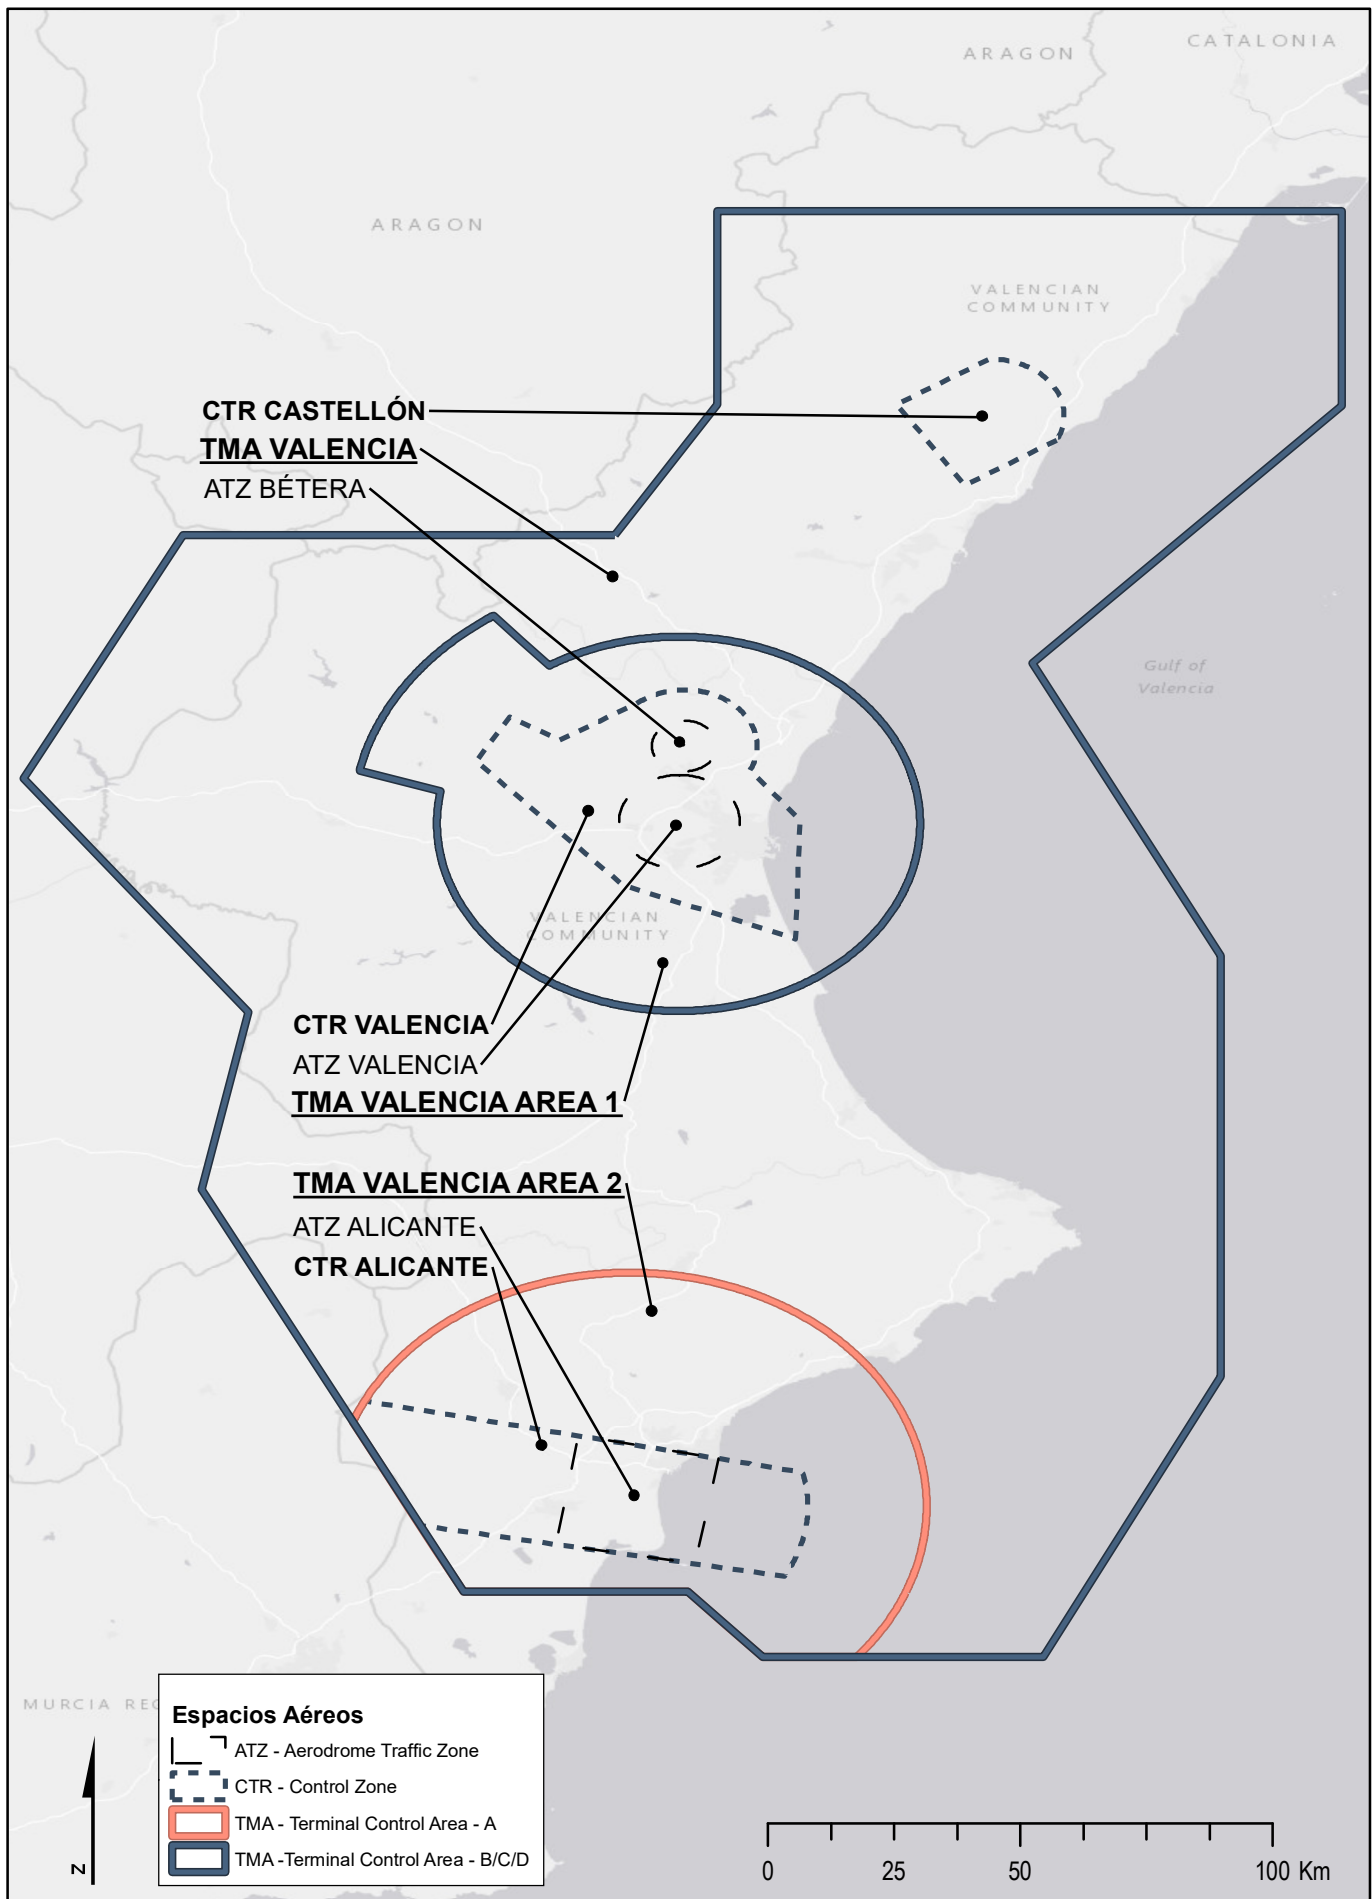 CATALONIA
ARAGON
ARAGON
VALENCIAN
COMMUNITY
CTR CASTELLÓN
TMA VALENCIA
ATZ BÉTERA
Gulf of
Valencia
VALENCIAN
COMMUNITY
CTR VALENCIA
ATZ VALENCIA
TMA VALENCIA AREA 1
TMA VALENCIA AREA 2
ATZ ALICANTE
CTR ALICANTE
MURCIA REG
Espacios Aéreos
ATZ - Aerodrome Traffic Zone
CTR - Control Zone
TMA - Terminal Control Area - A
TMA -Terminal Control Area - B/C/D
N
0 25 50 100 Km